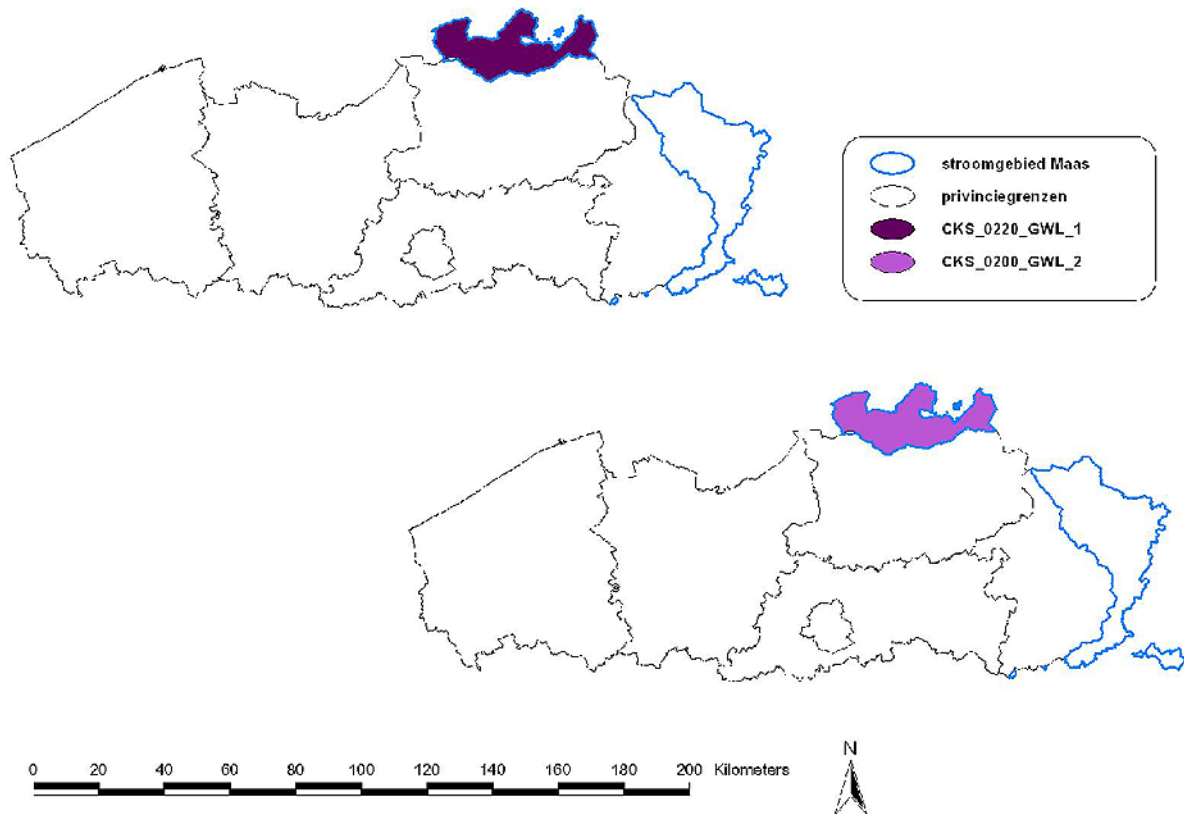 stroomgebied Maas
privinciegrenzen
CKS_0220_GWL_1
CKS_0200_GWL_2
0 20 40 60 80 100 120 140 160 180 200 Kilometers
N